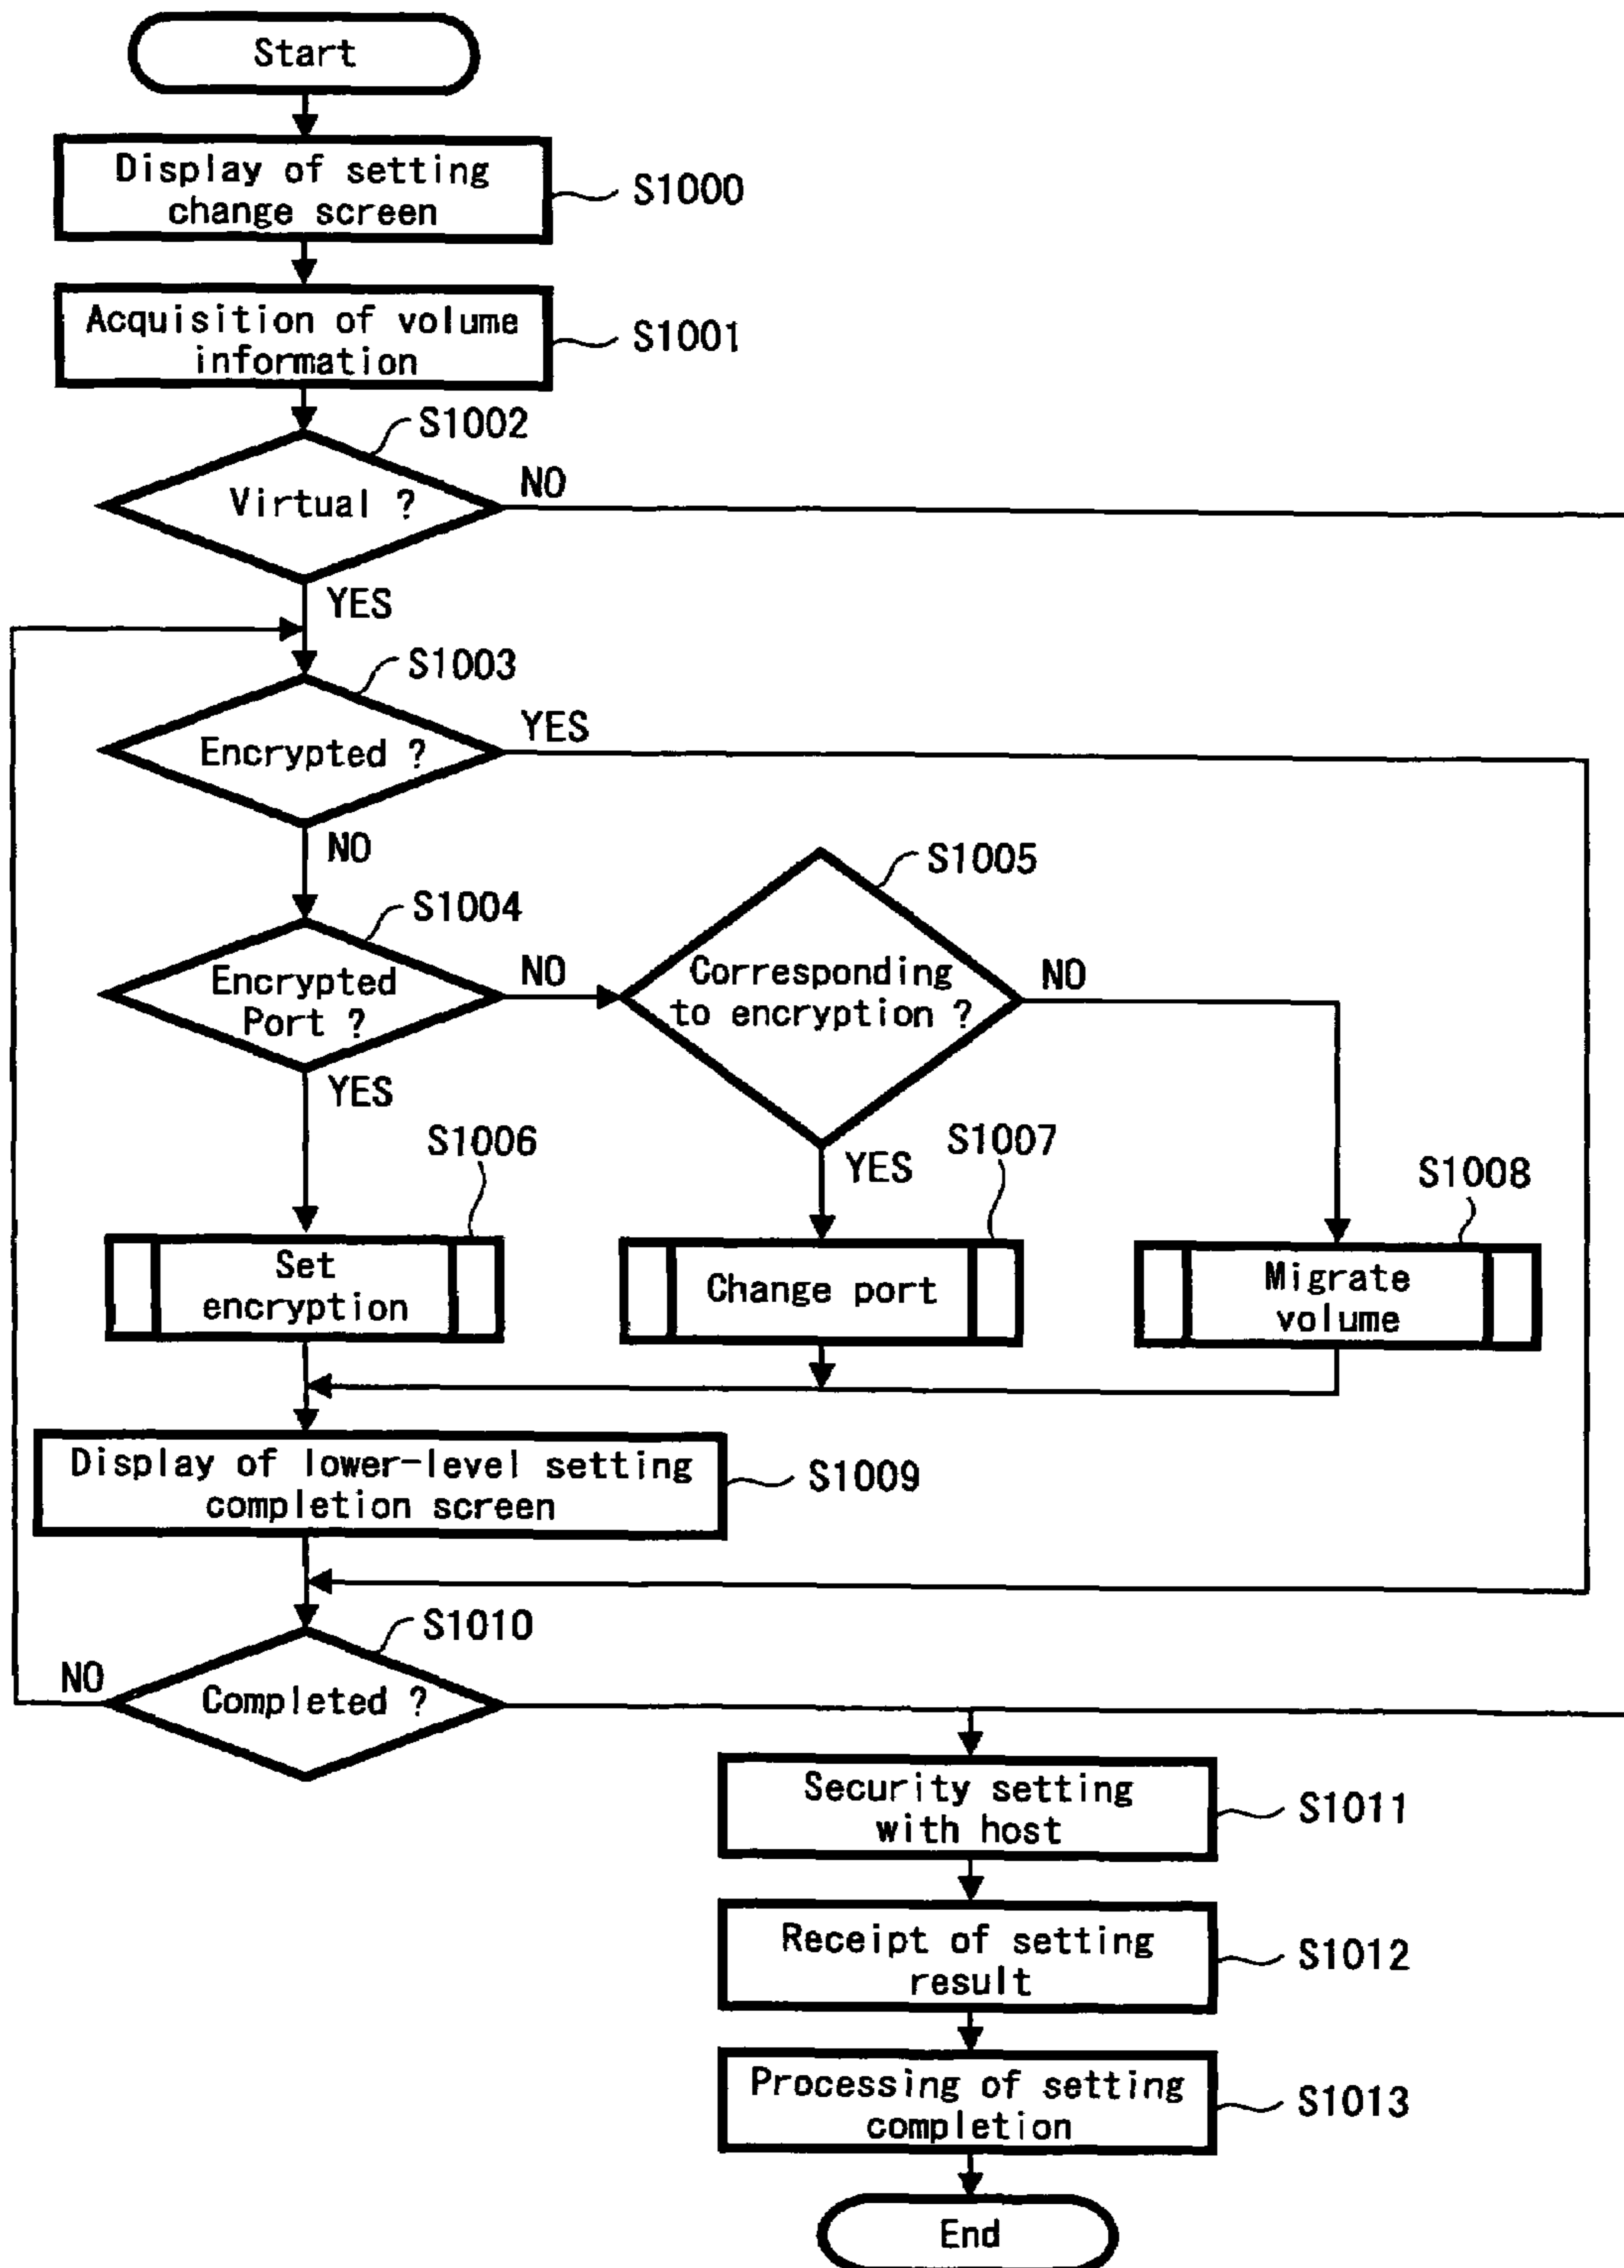 Start
Display of setting
change screen
S1000
Acquisition of volume
information
S1001
S1002
Virtual ?
NO
YES
S1003
Encrypted ?
YES
NO
S1004
Encrypted
Port ?
NO
YES
S1005
Corresponding
to encryption ?
NO
YES
S1006
Set
encryption
S1007
Change port
S1008
Migrate
volume
Display of lower-level setting
completion screen
S1009
S1010
NO
Completed ?
Security setting
with host
S1011
Receipt of setting
result
S1012
Processing of setting
completion
S1013
End